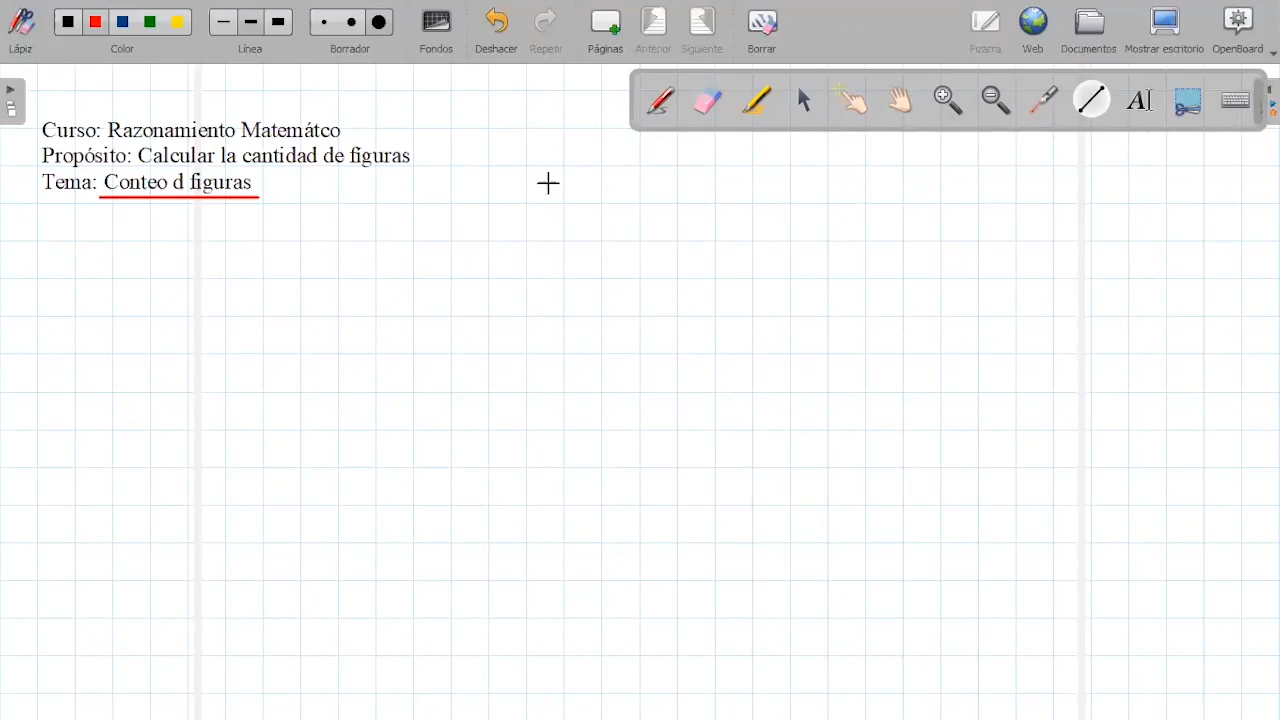 Lápiz Color Línea Borrador Fondos Deshacer Repetir Páginas Anterior Siguiente Borrar Pizarra Web Documentos Mostrar escritorio OpenBoard
AI
Curso: Razonamiento Matemátco
Propósito: Calcular la cantidad de figuras
Tema: Conteo d figuras